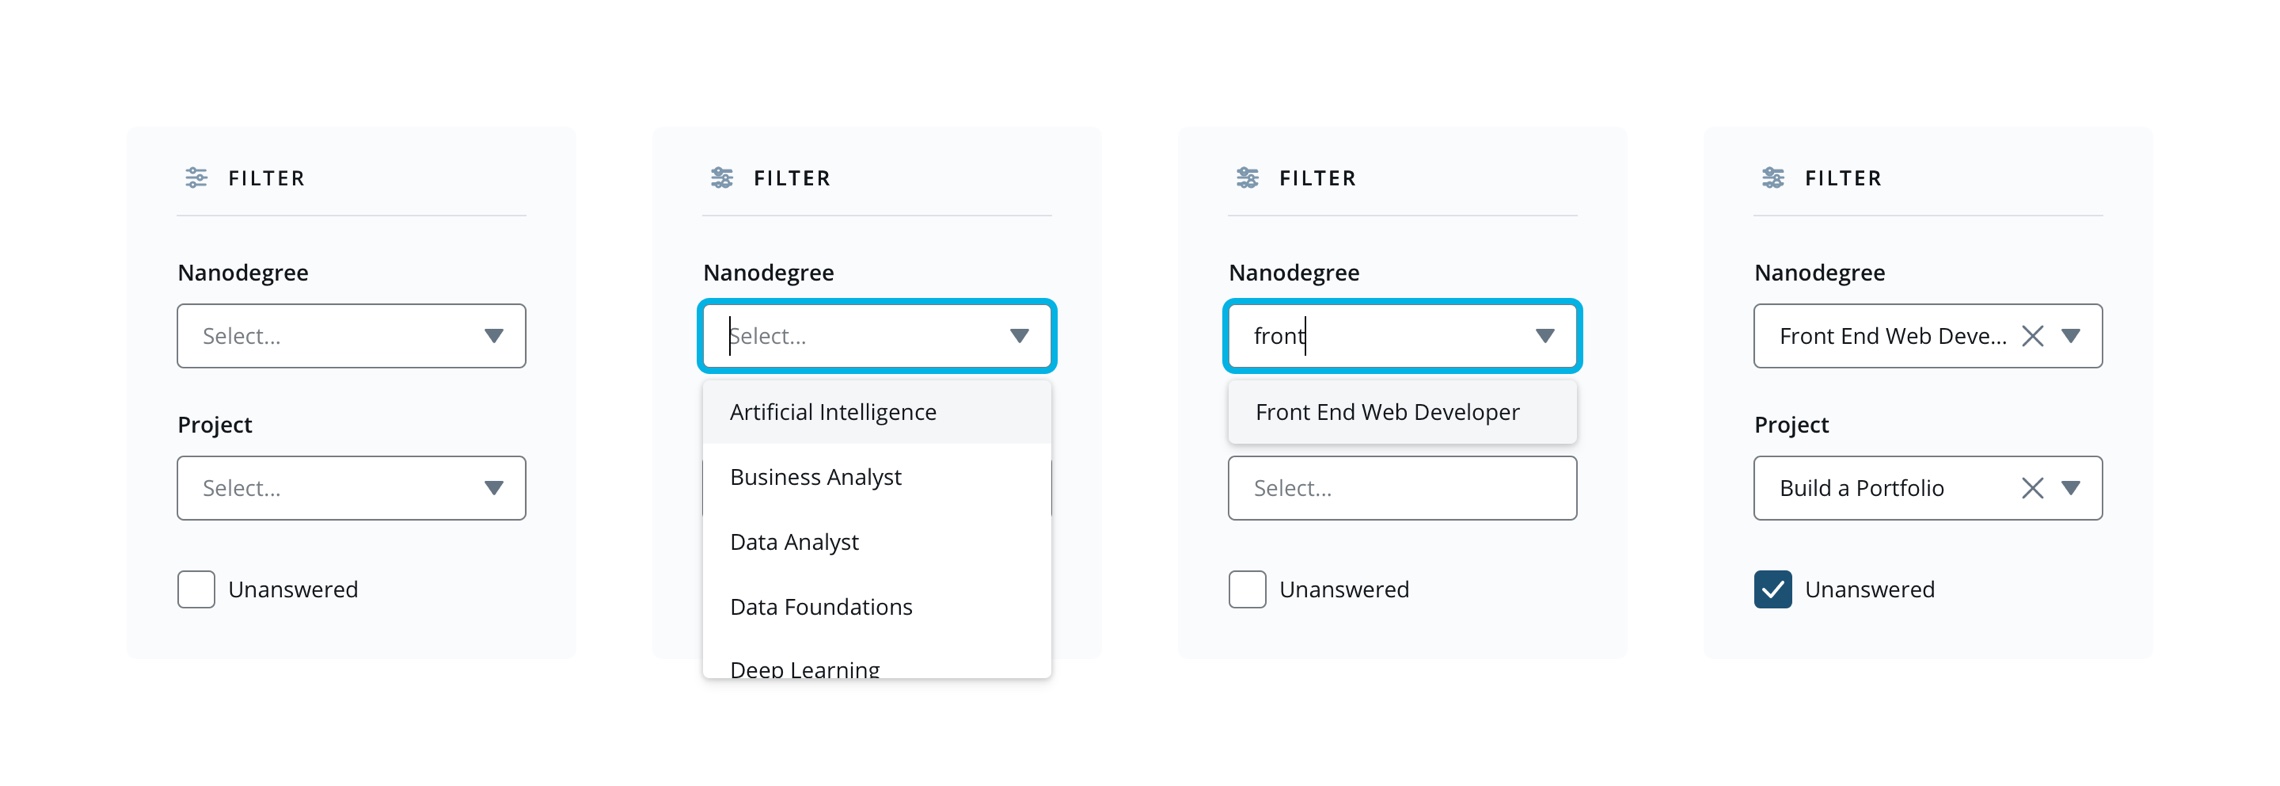 FILTER
Nanodegree
Select...
Project
Select...
Unanswered
FILTER
Nanodegree
Select...
Artificial Intelligence
Business Analyst
Data Analyst
Data Foundations
Deep Learning
FILTER
Nanodegree
front
Front End Web Developer
Select...
Unanswered
FILTER
Nanodegree
Front End Web Deve...
Project
Build a Portfolio
Unanswered